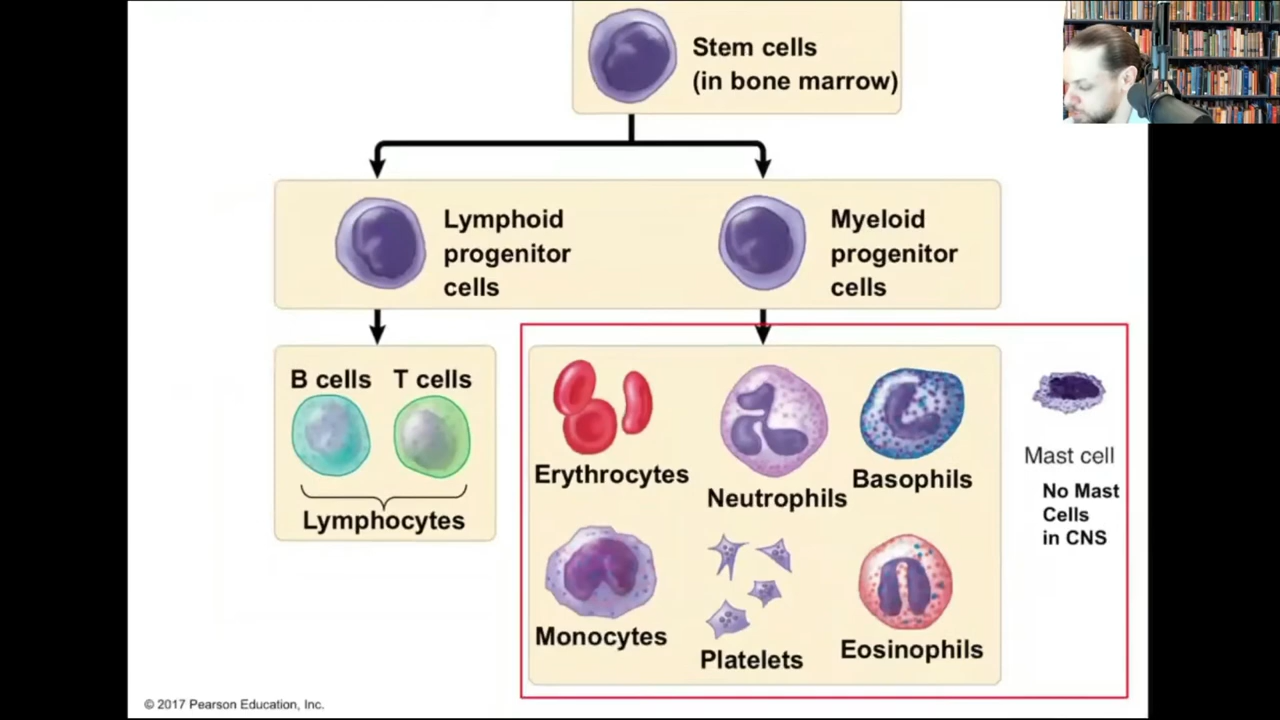 Stem cells
(in bone marrow)
Lymphoid
progenitor
cells
Myeloid
progenitor
cells
B cells T cells
Lymphocytes
Erythrocytes
Neutrophils
Basophils
Monocytes
Platelets
Eosinophils
Mast cell
No Mast
Cells
in CNS
© 2017 Pearson Education, Inc.